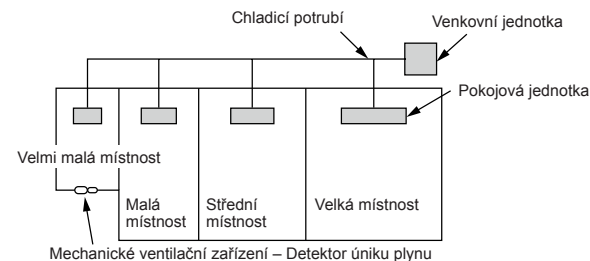 Chladicí potrubí
Venkovní jednotka
Pokojová jednotka
Velmi malá místnost
Malá
místnost
Střední
místnost
Velká místnost
Mechanické ventilační zařízení – Detektor úniku plynu